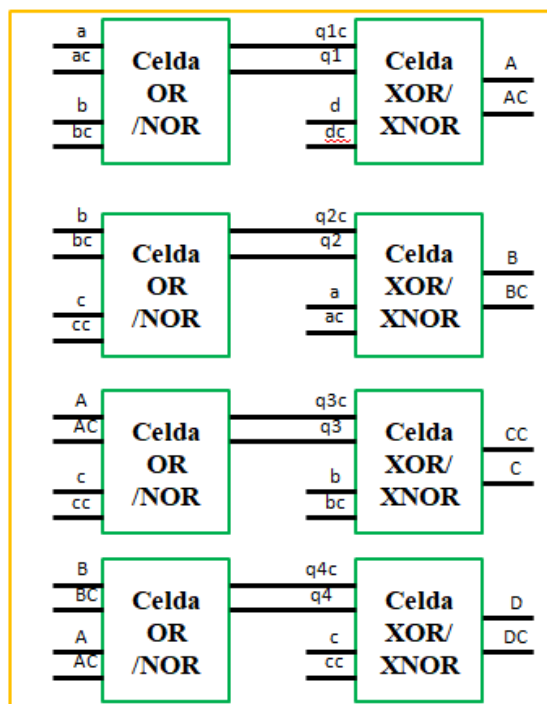 a
ac
b
bc
Celda
OR
/NOR
q1c
q1
d
dc
Celda
XOR/
XNOR
A
AC
b
bc
c
cc
Celda
OR
/NOR
q2c
q2
a
ac
Celda
XOR/
XNOR
B
BC
A
AC
c
cc
Celda
OR
/NOR
q3c
q3
b
bc
Celda
XOR/
XNOR
CC
C
B
BC
A
AC
Celda
OR
/NOR
q4c
q4
c
cc
Celda
XOR/
XNOR
D
DC